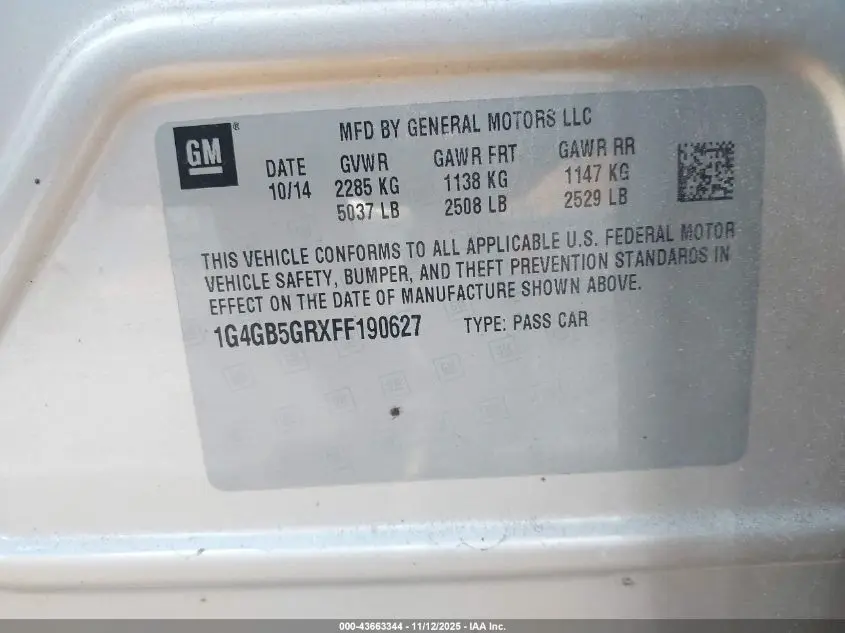 GM®
MFD BY GENERAL MOTORS LLC
DATE GVWR GAWR FRT GAWR RR
10/14 2285 KG 1138 KG 1147 KG
5037 LB 2508 LB 2529 LB
THIS VEHICLE CONFORMS TO ALL APPLICABLE U.S. FEDERAL MOTOR
VEHICLE SAFETY, BUMPER, AND THEFT PREVENTION STANDARDS IN
EFFECT ON THE DATE OF MANUFACTURE SHOWN ABOVE.
1G4GB5GRXFF190627 TYPE: PASS CAR
000-43663344 - 11/12/2025 - IAA Inc.